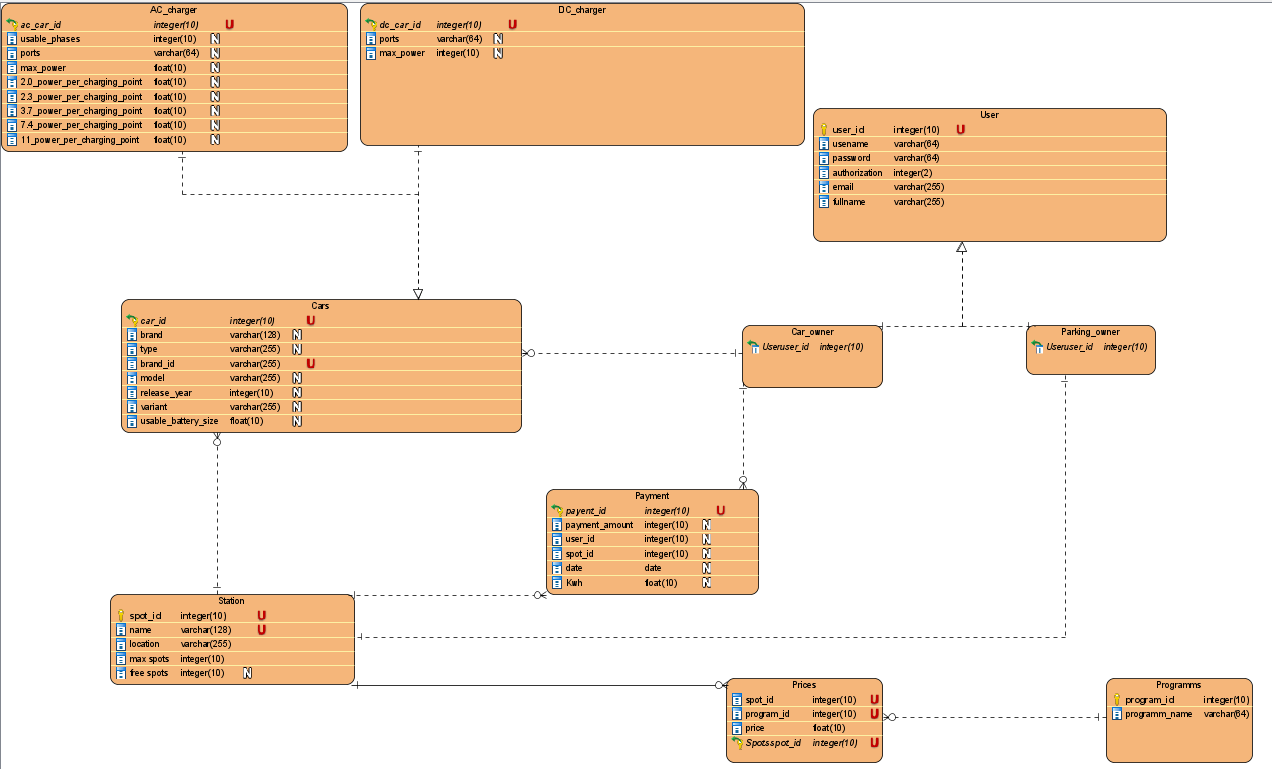 AC_charger
ac_car_id integer(10) U
usable_phases integer(10) N
ports varchar(64) N
max_power float(10) N
2.0_power_per_charging_point float(10) N
2.3_power_per_charging_point float(10) N
3.7_power_per_charging_point float(10) N
7.4_power_per_charging_point float(10) N
11_power_per_charging_point float(10) N
DC_charger
dc_car_id integer(10) U
ports varchar(64) N
max_power integer(10) N
User
user_id integer(10) U
usename varchar(64)
password varchar(64)
authorization integer(2)
email varchar(255)
fullname varchar(255)
Cars
car_id integer(10) U
brand varchar(128) N
type varchar(255) N
brand_id varchar(255) U
model varchar(255) N
release_year integer(10) N
variant varchar(255) N
usable_battery_size float(10) N
Car_owner
Useruser_id integer(10)
Parking_owner
Useruser_id integer(10)
Payment
payent_id integer(10) U
payment_amount integer(10) N
user_id integer(10) N
spot_id integer(10) N
date date N
Kwh float(10) N
Station
spot_id integer(10) U
name varchar(128) U
location varchar(255)
max spots integer(10)
free spots integer(10) N
Prices
spot_id integer(10) U
program_id integer(10) U
price float(10)
Spotsspot_id integer(10) U
Programms
program_id integer(10)
programm_name varchar(64)